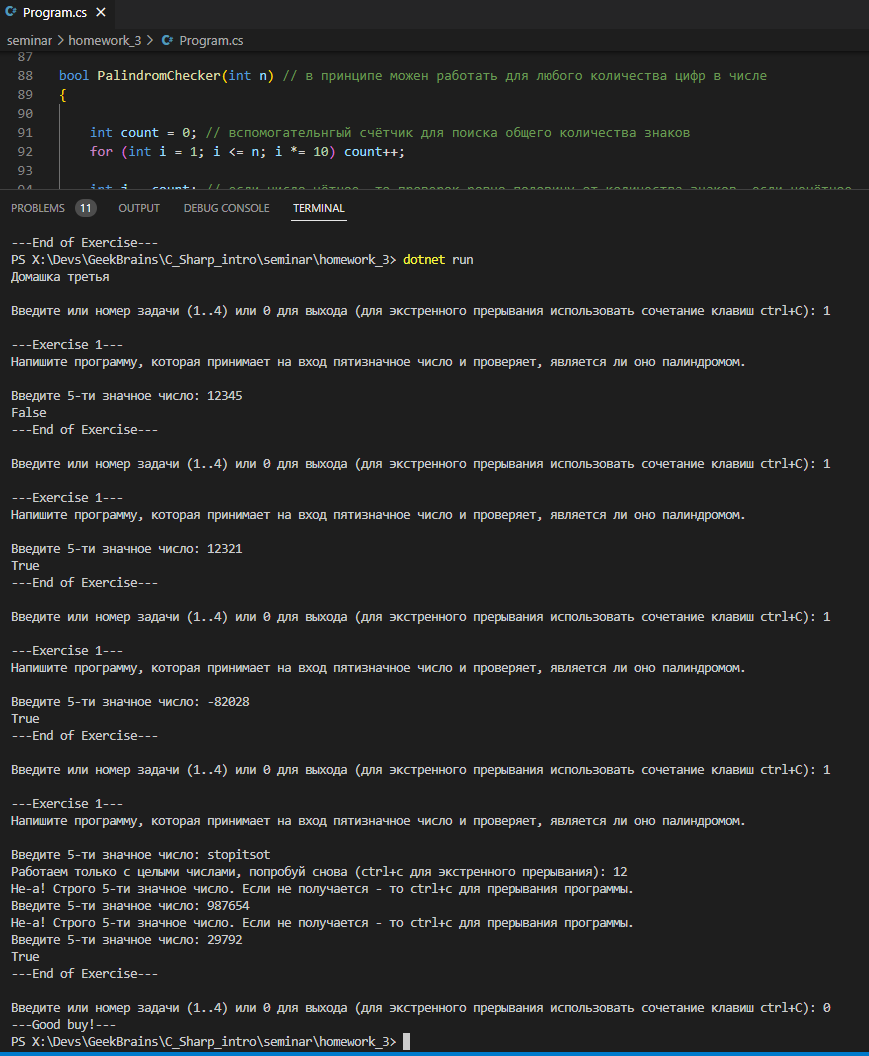 Program.cs
seminar > homework_3 > Program.cs
87
88 bool PalindromChecker(int n) // в принципе можен работать для любого количества цифр в числе
89 {
90
91 int count = 0; // вспомогательнгый счётчик для поиска общего количества знаков
92 for (int i = 1; i <= n; i *= 10) count++;
93
PROBLEMS 11 OUTPUT DEBUG CONSOLE TERMINAL
---End of Exercise---
PS X:\Devs\GeekBrains\C_Sharp_intro\seminar\homework_3> dotnet run
Домашка третья
Введите или номер задачи (1..4) или 0 для выхода (для экстренного прерывания использовать сочетание клавиш ctrl+C): 1
---Exercise 1---
Напишите программу, которая принимает на вход пятизначное число и проверяет, является ли оно палиндромом.
Введите 5-ти значное число: 12345
False
---End of Exercise---
Введите или номер задачи (1..4) или 0 для выхода (для экстренного прерывания использовать сочетание клавиш ctrl+C): 1
---Exercise 1---
Напишите программу, которая принимает на вход пятизначное число и проверяет, является ли оно палиндромом.
Введите 5-ти значное число: 12321
True
---End of Exercise---
Введите или номер задачи (1..4) или 0 для выхода (для экстренного прерывания использовать сочетание клавиш ctrl+C): 1
---Exercise 1---
Напишите программу, которая принимает на вход пятизначное число и проверяет, является ли оно палиндромом.
Введите 5-ти значное число: -82028
True
---End of Exercise---
Введите или номер задачи (1..4) или 0 для выхода (для экстренного прерывания использовать сочетание клавиш ctrl+C): 1
---Exercise 1---
Напишите программу, которая принимает на вход пятизначное число и проверяет, является ли оно палиндромом.
Введите 5-ти значное число: stopitsot
Работаем только с целыми числами, попробуй снова (ctrl+c для экстренного прерывания): 12
Не-а! Строго 5-ти значное число. Если не получается - то ctrl+c для прерывания программы.
Введите 5-ти значное число: 987654
Не-а! Строго 5-ти значное число. Если не получается - то ctrl+c для прерывания программы.
Введите 5-ти значное число: 29792
True
---End of Exercise---
Введите или номер задачи (1..4) или 0 для выхода (для экстренного прерывания использовать сочетание клавиш ctrl+C): 0
---Good buy!---
PS X:\Devs\GeekBrains\C_Sharp_intro\seminar\homework_3>